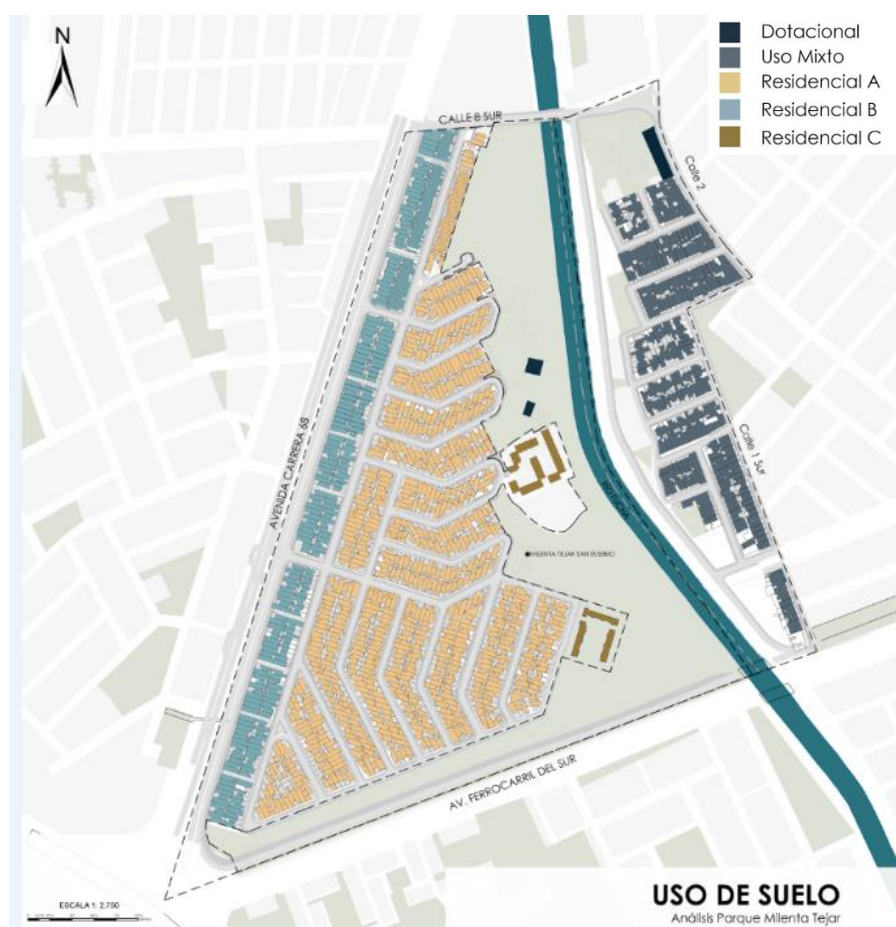 N
Dotacional
Uso Mixto
Residencial A
Residencial B
Residencial C
CALLE 8 SUR
Calle 2
AVENIDA CARRERA 68
Calle 1 Sur
MILENTA TEJAR SAN EUSEBIO
AV. FERROCARRIL DEL SUR
ESCALA 1: 2.750
USO DE SUELO
Análisis Parque Milenta Tejar